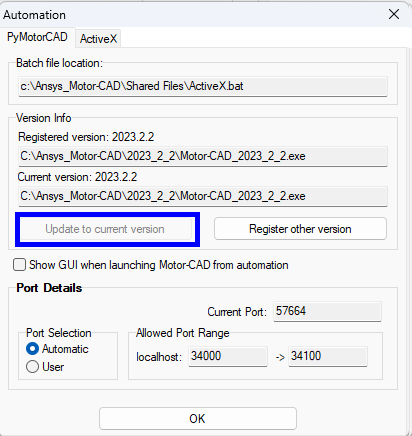 Automation
PyMotorCAD
ActiveX
Batch file location:
c:\Ansys_Motor-CAD\Shared Files\ActiveX.bat
Version Info
Registered version: 2023.2.2
C:\Ansys_Motor-CAD\2023_2_2\Motor-CAD_2023_2_2.exe
Current version: 2023.2.2
C:\Ansys_Motor-CAD\2023_2_2\Motor-CAD_2023_2_2.exe
Update to current version
Register other version
Show GUI when launching Motor-CAD from automation
Port Details
Current Port: 57664
Port Selection
Automatic
User
Allowed Port Range
localhost: 34000 -> 34100
OK